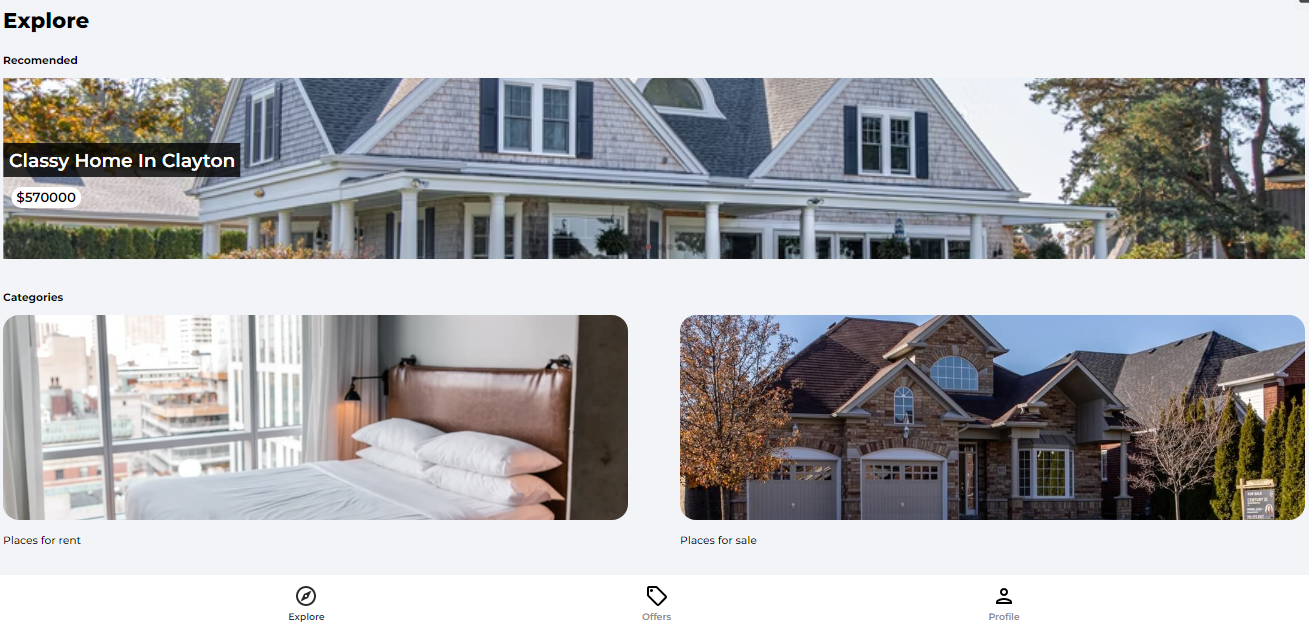 Explore
Recomended
Classy Home In Clayton
$570000
Categories
Places for rent
Places for sale
Explore
Offers
Profile